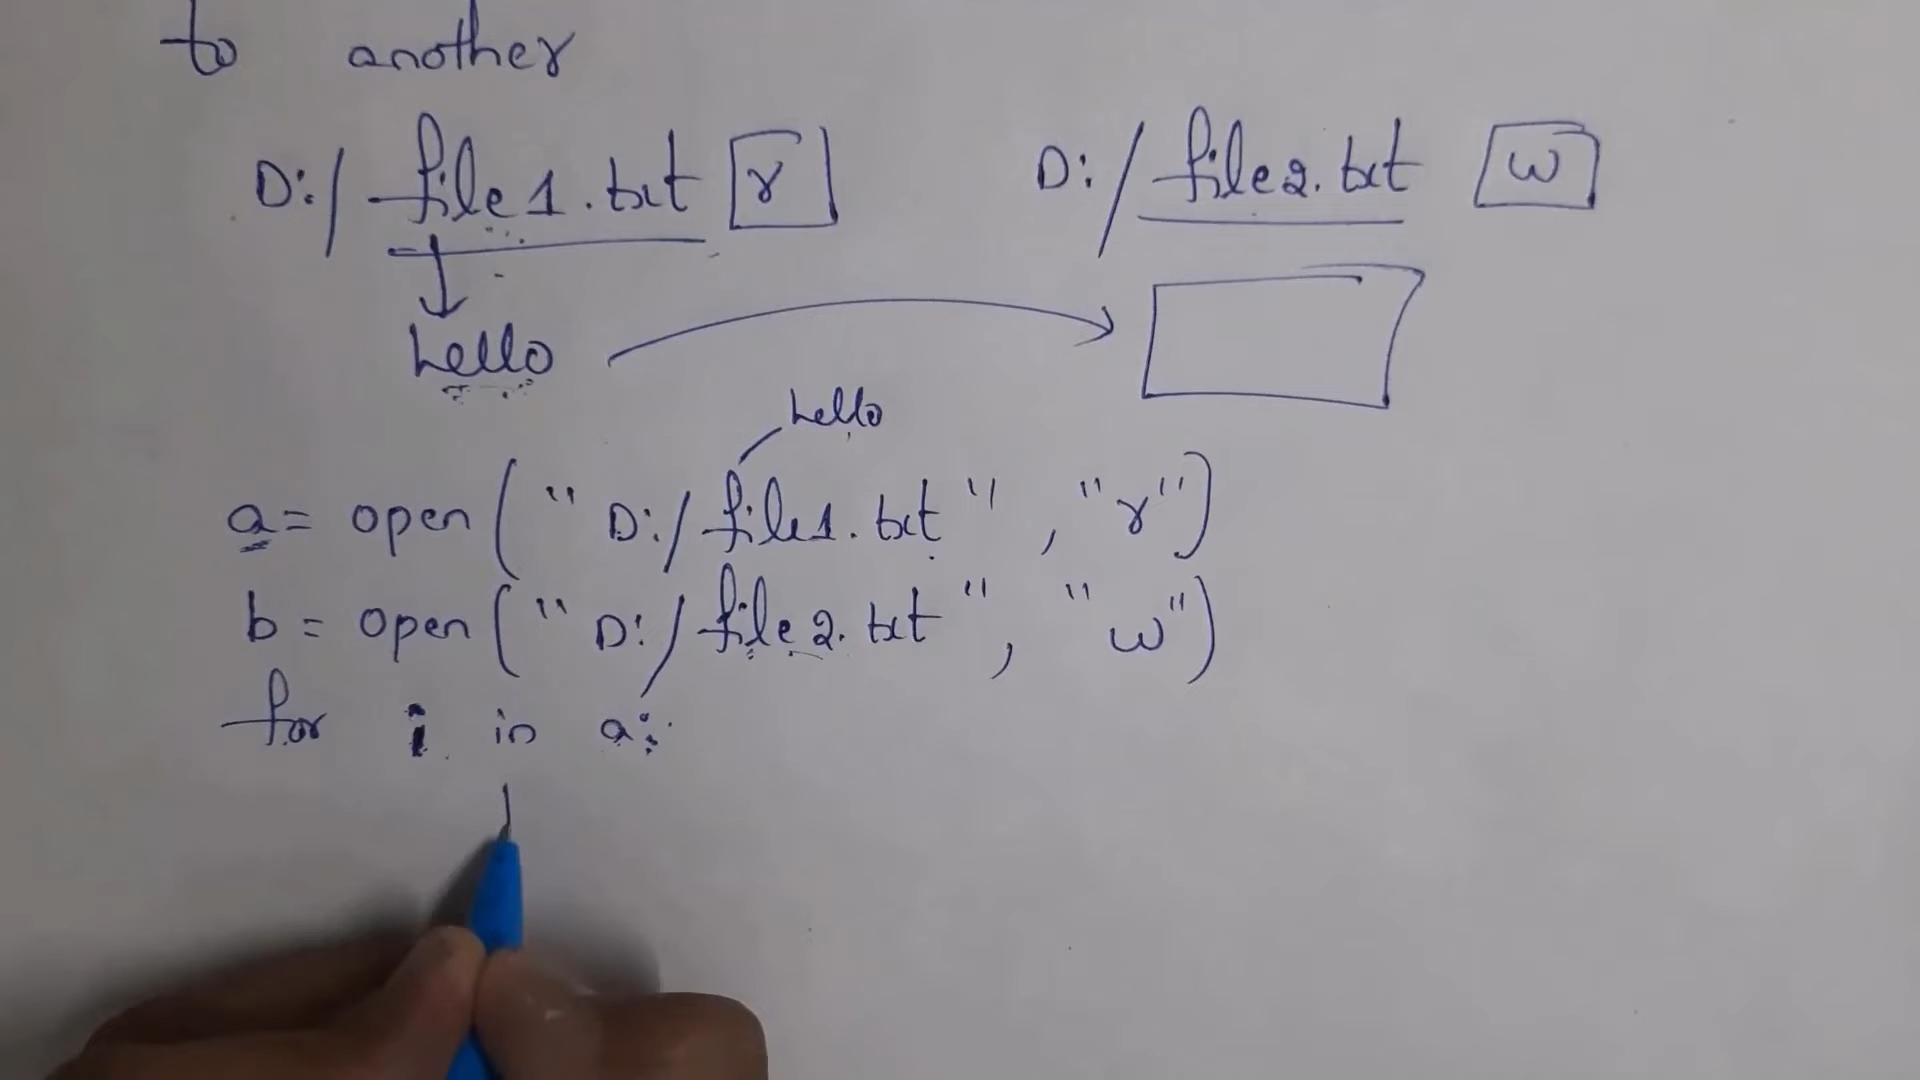 to another
D:/ file1.txt r D:/ file2.txt w
hello
hello
a = open("D:/file1.txt", "r")
b = open("D:/file2.txt", "w")
for i in a: